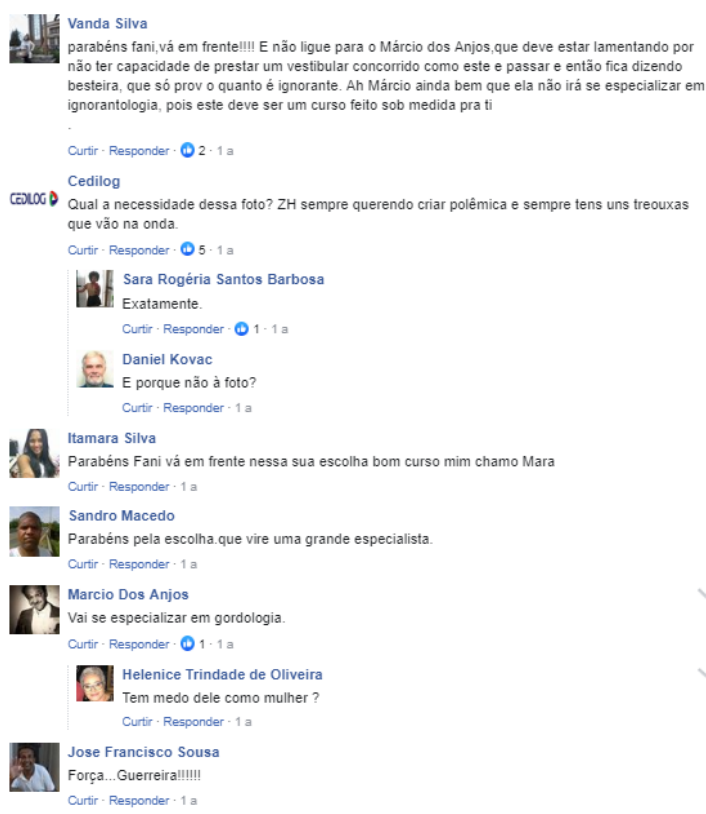 Vanda Silva
parabéns fani,vá em frente!!!! E não ligue para o Márcio dos Anjos,que deve estar lamentando por
não ter capacidade de prestar um vestibular concorrido como este e passar e então fica dizendo
besteira, que só prov o quanto é ignorante. Ah Márcio ainda bem que ela não irá se especializar em
ignorantologia, pois este deve ser um curso feito sob medida pra ti
.
Curtir · Responder · 2 · 1 a
CEDILOG
Cedilog
Qual a necessidade dessa foto? ZH sempre querendo criar polêmica e sempre tens uns treouxas
que vão na onda.
Curtir · Responder · 5 · 1 a
Sara Rogéria Santos Barbosa
Exatamente.
Curtir · Responder · 1 · 1 a
Daniel Kovac
E porque não à foto?
Curtir · Responder · 1 a
Itamara Silva
Parabéns Fani vá em frente nessa sua escolha bom curso mim chamo Mara
Curtir · Responder · 1 a
Sandro Macedo
Parabéns pela escolha.que vire uma grande especialista.
Curtir · Responder · 1 a
Marcio Dos Anjos
Vai se especializar em gordologia.
Curtir · Responder · 1 · 1 a
Helenice Trindade de Oliveira
Tem medo dele como mulher ?
Curtir · Responder · 1 a
Jose Francisco Sousa
Força...Guerreira!!!!!!
Curtir · Responder · 1 a